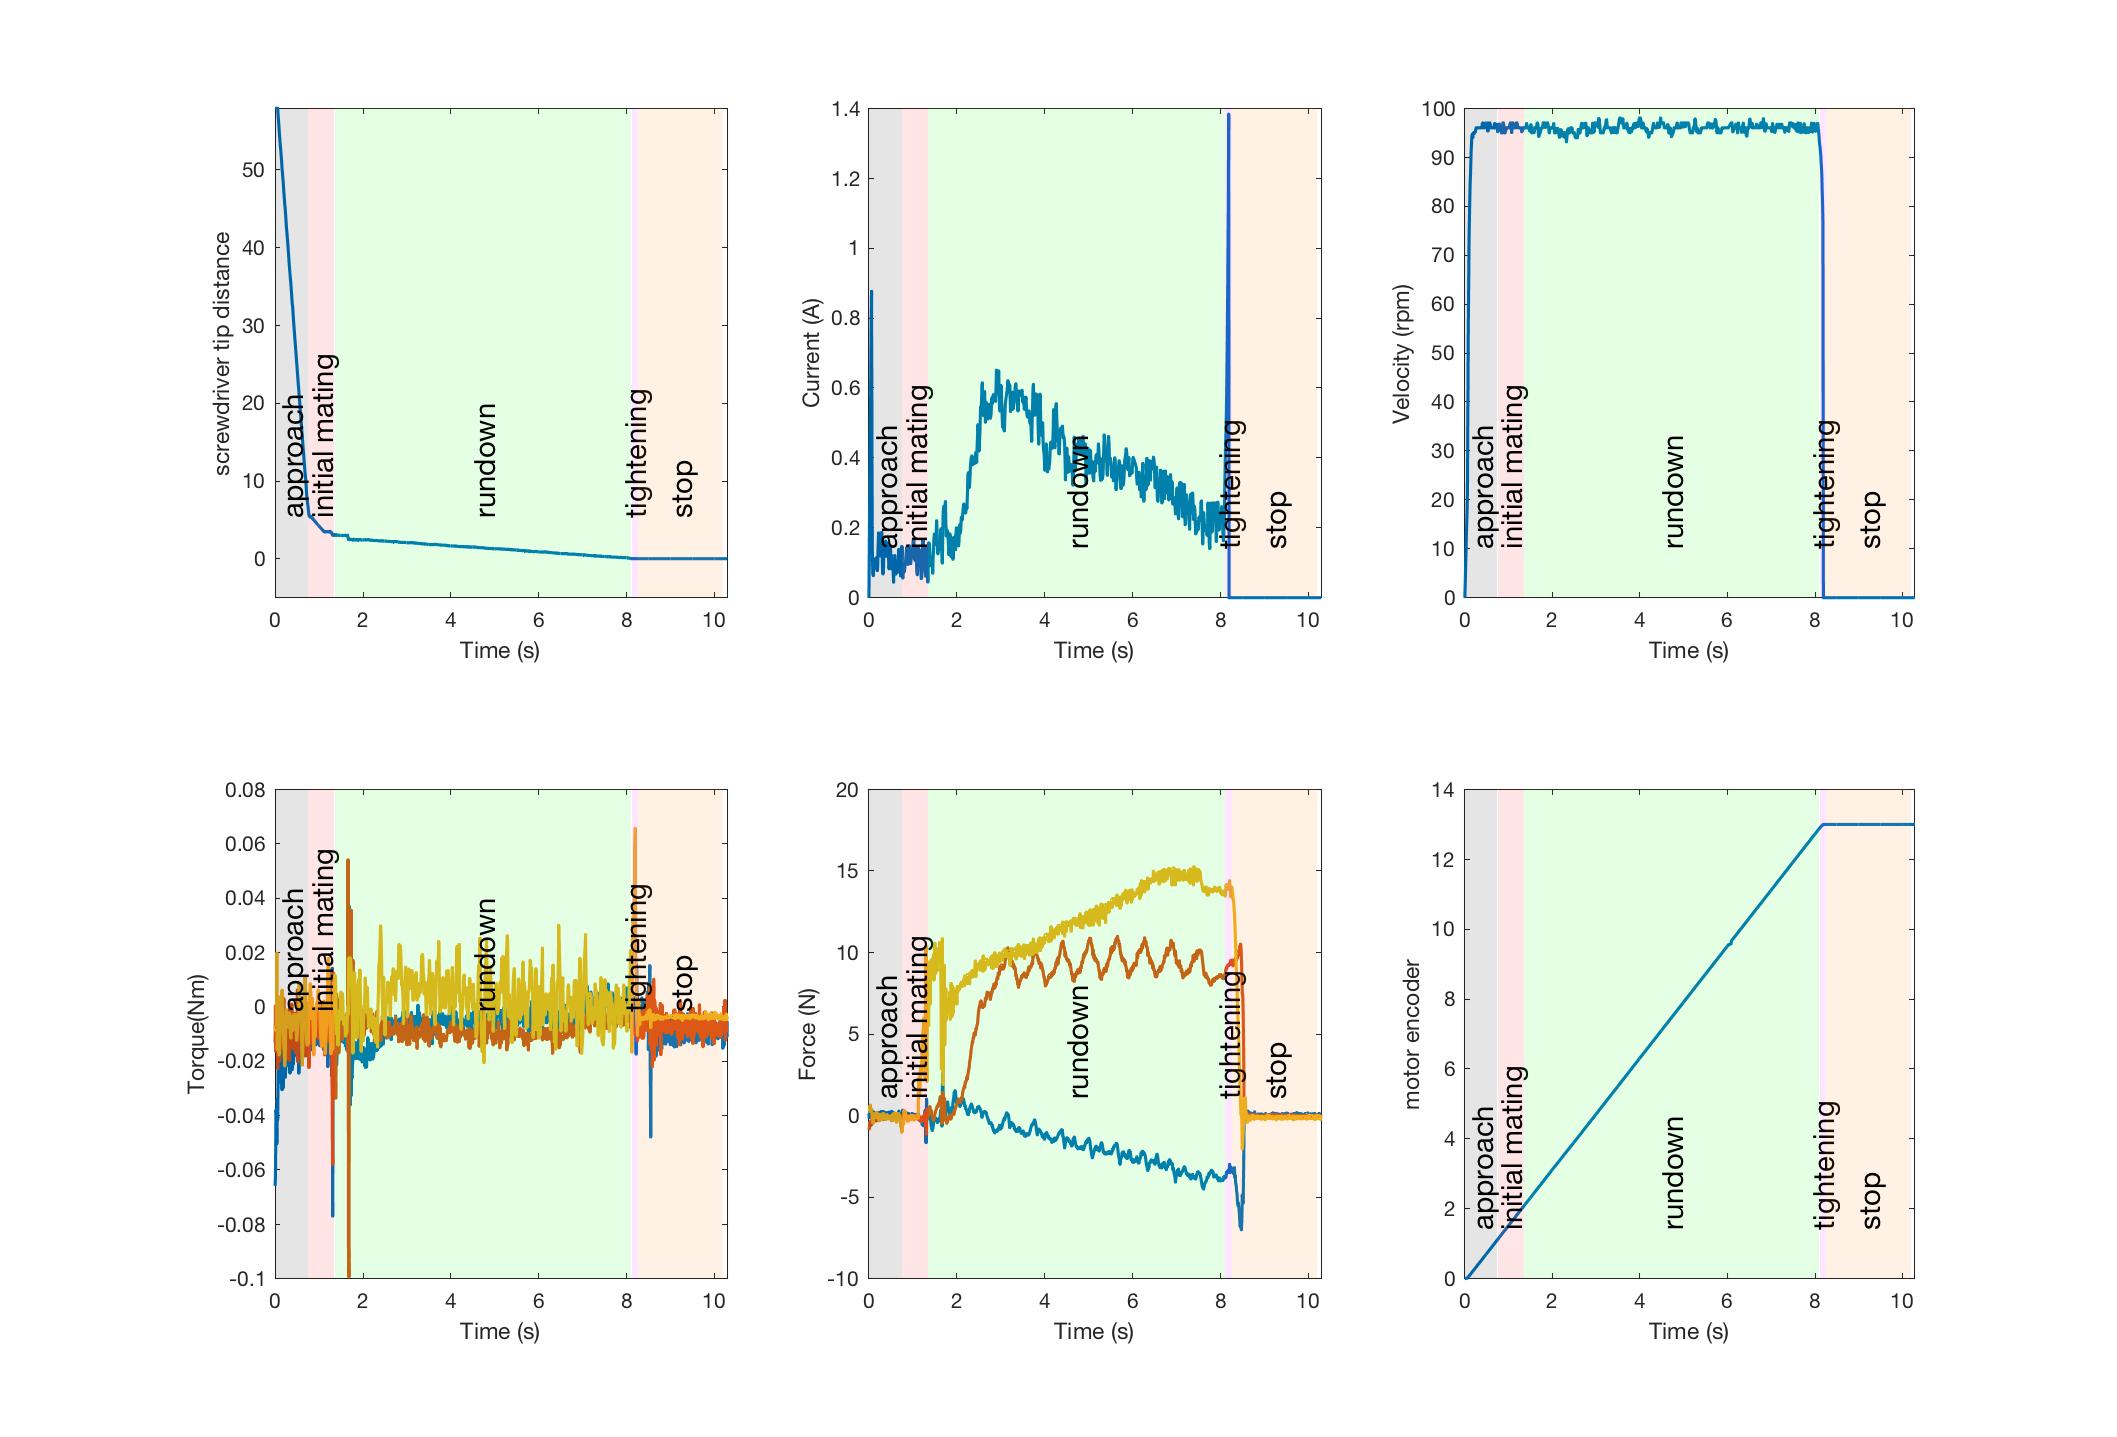 screwdriver tip distance
50
40
30
20
10
0
approach
initial mating
rundown
tightening
stop
0 2 4 6 8 10
Time (s)
Current (A)
1.4
1.2
1
0.8
0.6
0.4
0.2
0
approach
initial mating
rundown
tightening
stop
0 2 4 6 8 10
Time (s)
Velocity (rpm)
100
90
80
70
60
50
40
30
20
10
0
approach
initial mating
rundown
tightening
stop
0 2 4 6 8 10
Time (s)
Torque(Nm)
0.08
0.06
0.04
0.02
0
-0.02
-0.04
-0.06
-0.08
-0.1
approach
initial mating
rundown
tightening
stop
0 2 4 6 8 10
Time (s)
Force (N)
20
15
10
5
0
-5
-10
approach
initial mating
rundown
tightening
stop
0 2 4 6 8 10
Time (s)
motor encoder
14
12
10
8
6
4
2
0
approach
initial mating
rundown
tightening
stop
0 2 4 6 8 10
Time (s)